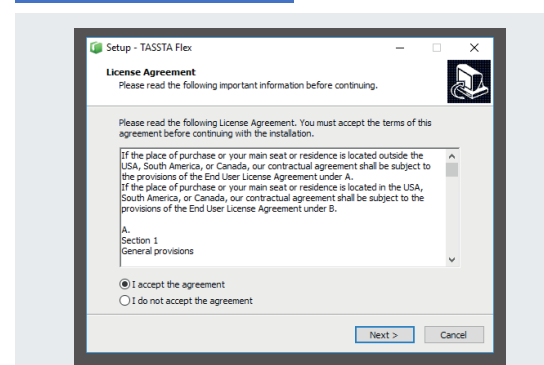 Setup - TASSTA Flex
License Agreement
Please read the following important information before continuing.
Please read the following License Agreement. You must accept the terms of this
agreement before continuing with the installation.
If the place of purchase or your main seat or residence is located outside the
USA, South America, or Canada, our contractual agreement shall be subject to
the provisions of the End User License Agreement under A.
If the place of purchase or your main seat or residence is located in the USA,
South America, or Canada, our contractual agreement shall be subject to the
provisions of the End User License Agreement under B.
A.
Section 1
General provisions
I accept the agreement
I do not accept the agreement
Next >
Cancel